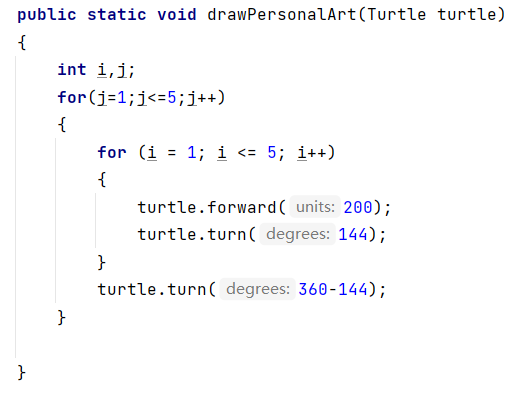 public static void drawPersonalArt(Turtle turtle)
{
    int i,j;
    for(j=1;j<=5;j++)
    {
        for (i = 1; i <= 5; i++)
        {
            turtle.forward( units: 200);
            turtle.turn( degrees: 144);
        }
        turtle.turn( degrees: 360-144);
    }
}